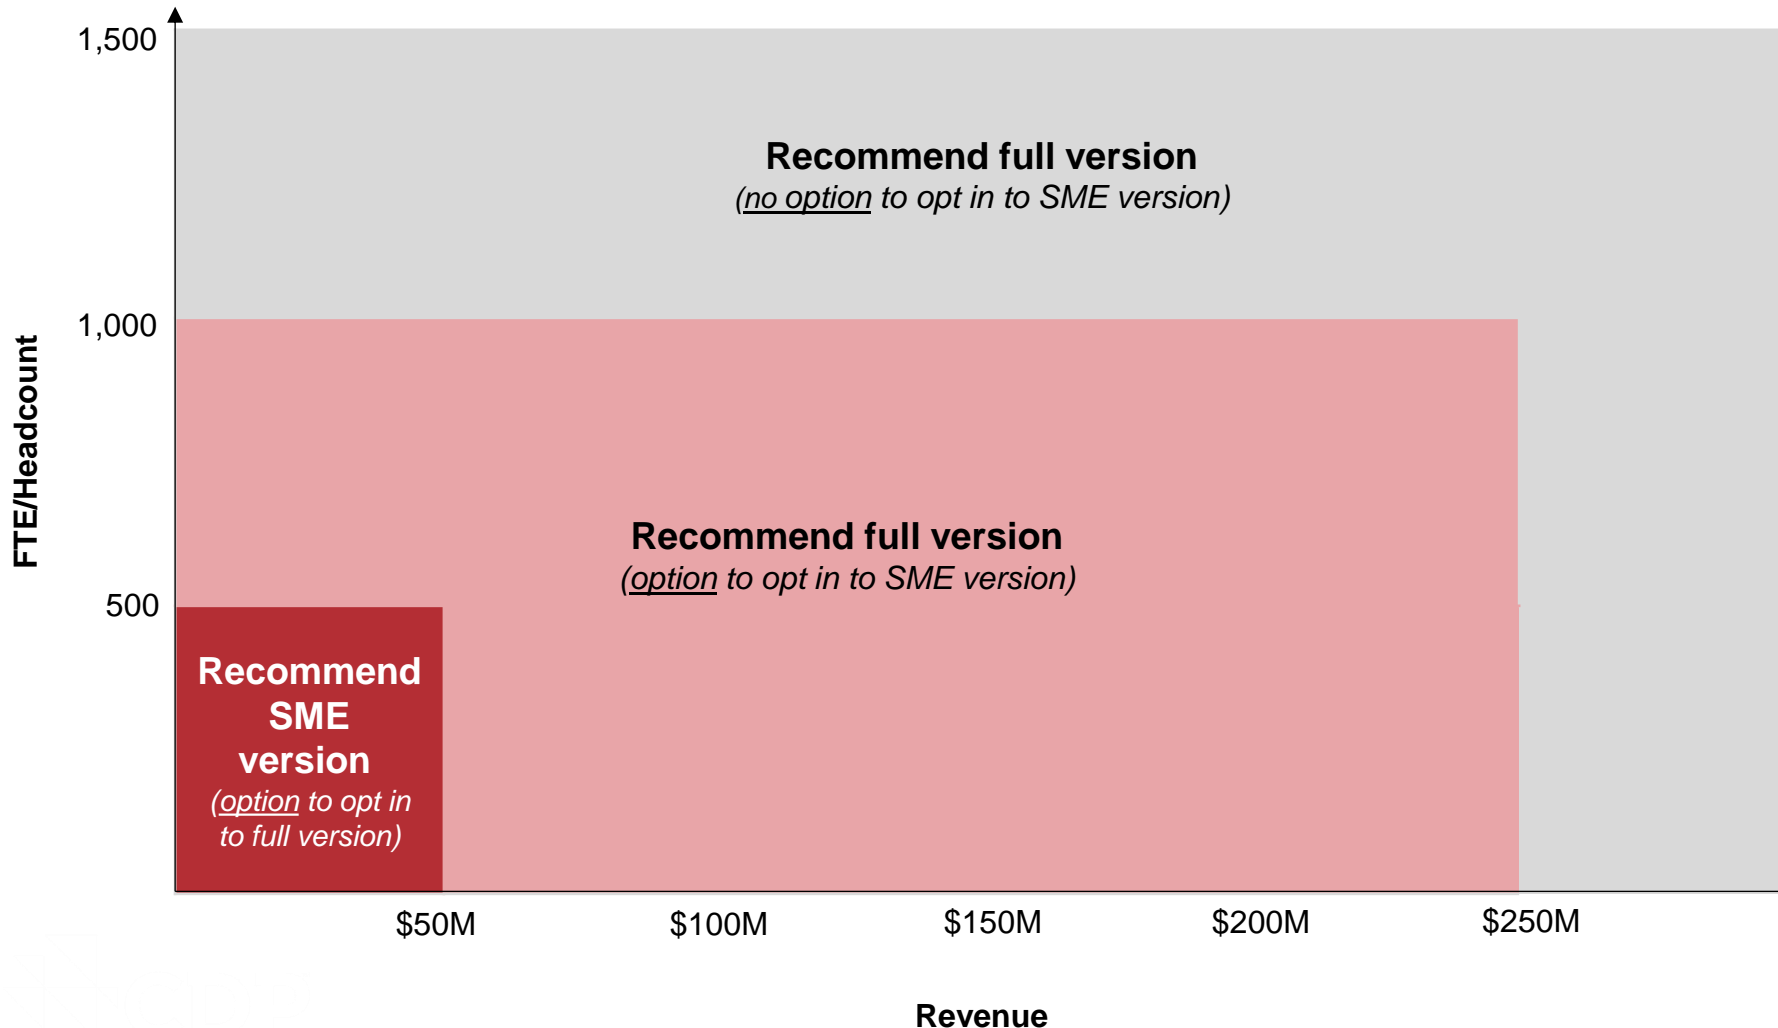 1,500
Recommend full version
(no option to opt in to SME version)
1,000
FTE/Headcount
Recommend full version
(option to opt in to SME version)
500
Recommend
SME
version
(option to opt in
to full version)
$50M
$100M
$150M
$200M
$250M
Revenue